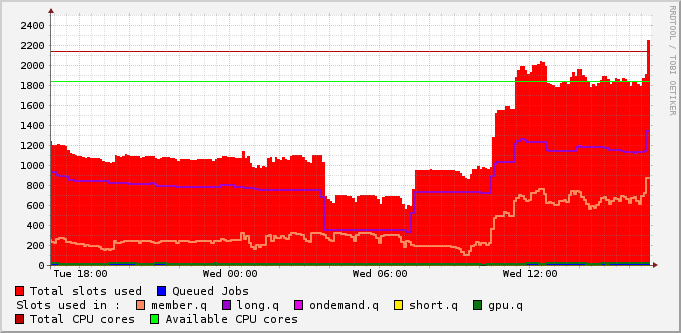 2400
2200
2000
1800
1600
1400
1200
1000
800
600
400
200
0
Tue 18:00 Wed 00:00 Wed 06:00 Wed 12:00
Total slots used Queued Jobs
Slots used in : member.q long.q ondemand.q short.q gpu.q
Total CPU cores Available CPU cores
RRDTOOL / TOBI OETIKER